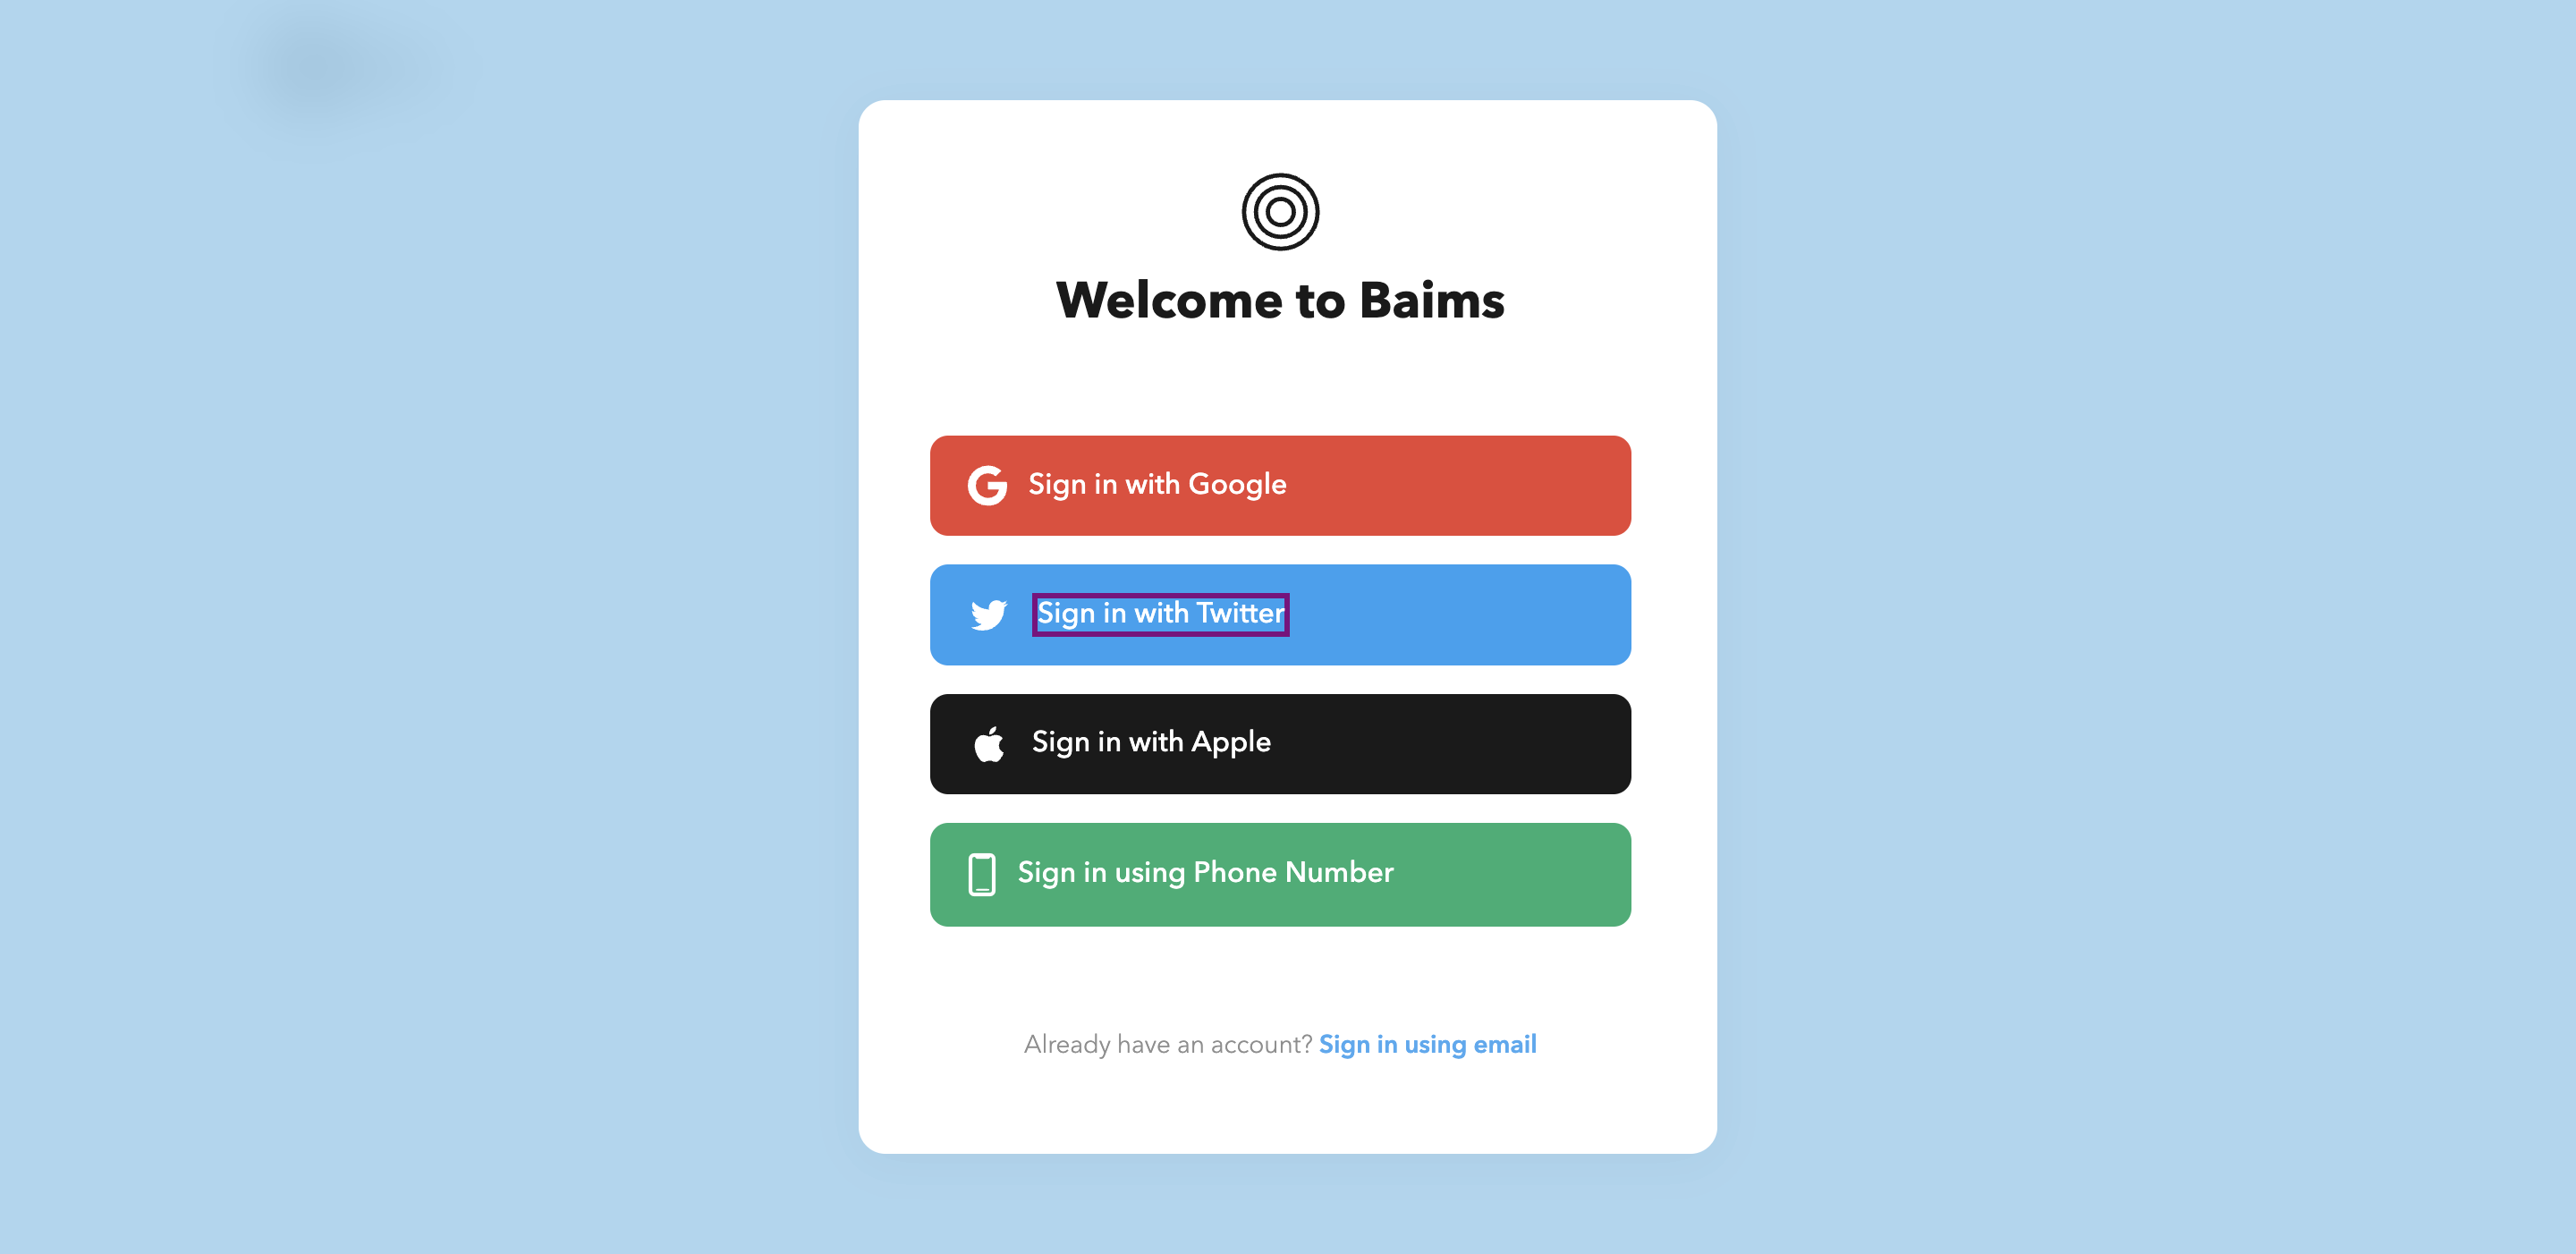 Welcome to Baims
Sign in with Google
Sign in with Twitter
Sign in with Apple
Sign in using Phone Number
Already have an account? Sign in using email